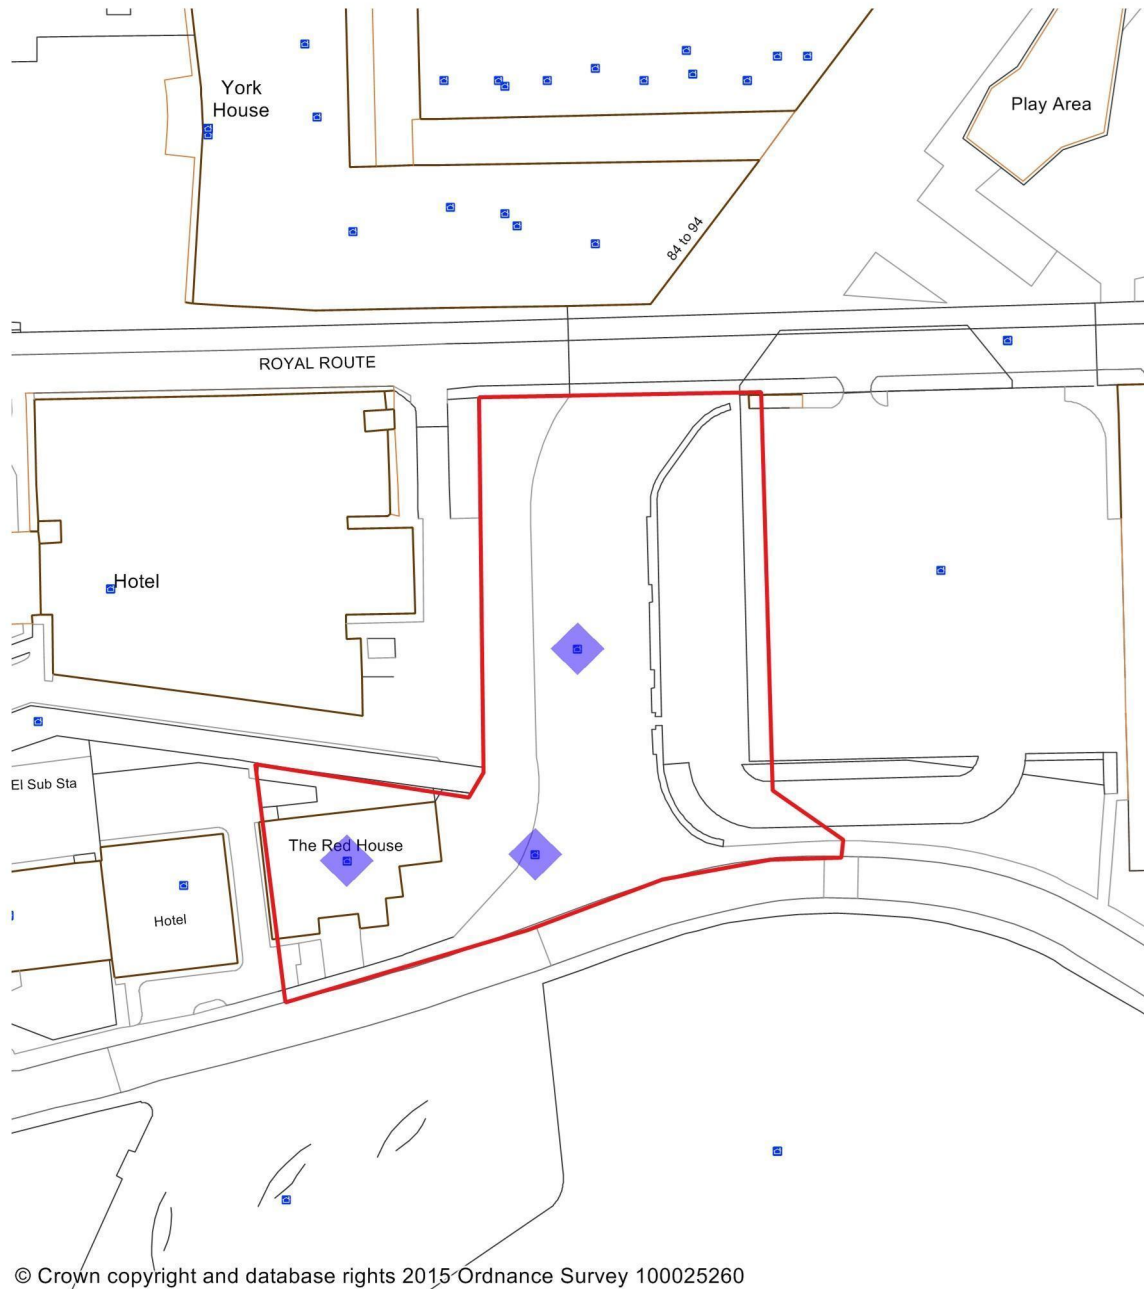 York
House
Play Area
84 to 94
ROYAL ROUTE
Hotel
El Sub Sta
The Red House
Hotel
© Crown copyright and database rights 2015 Ordnance Survey 100025260